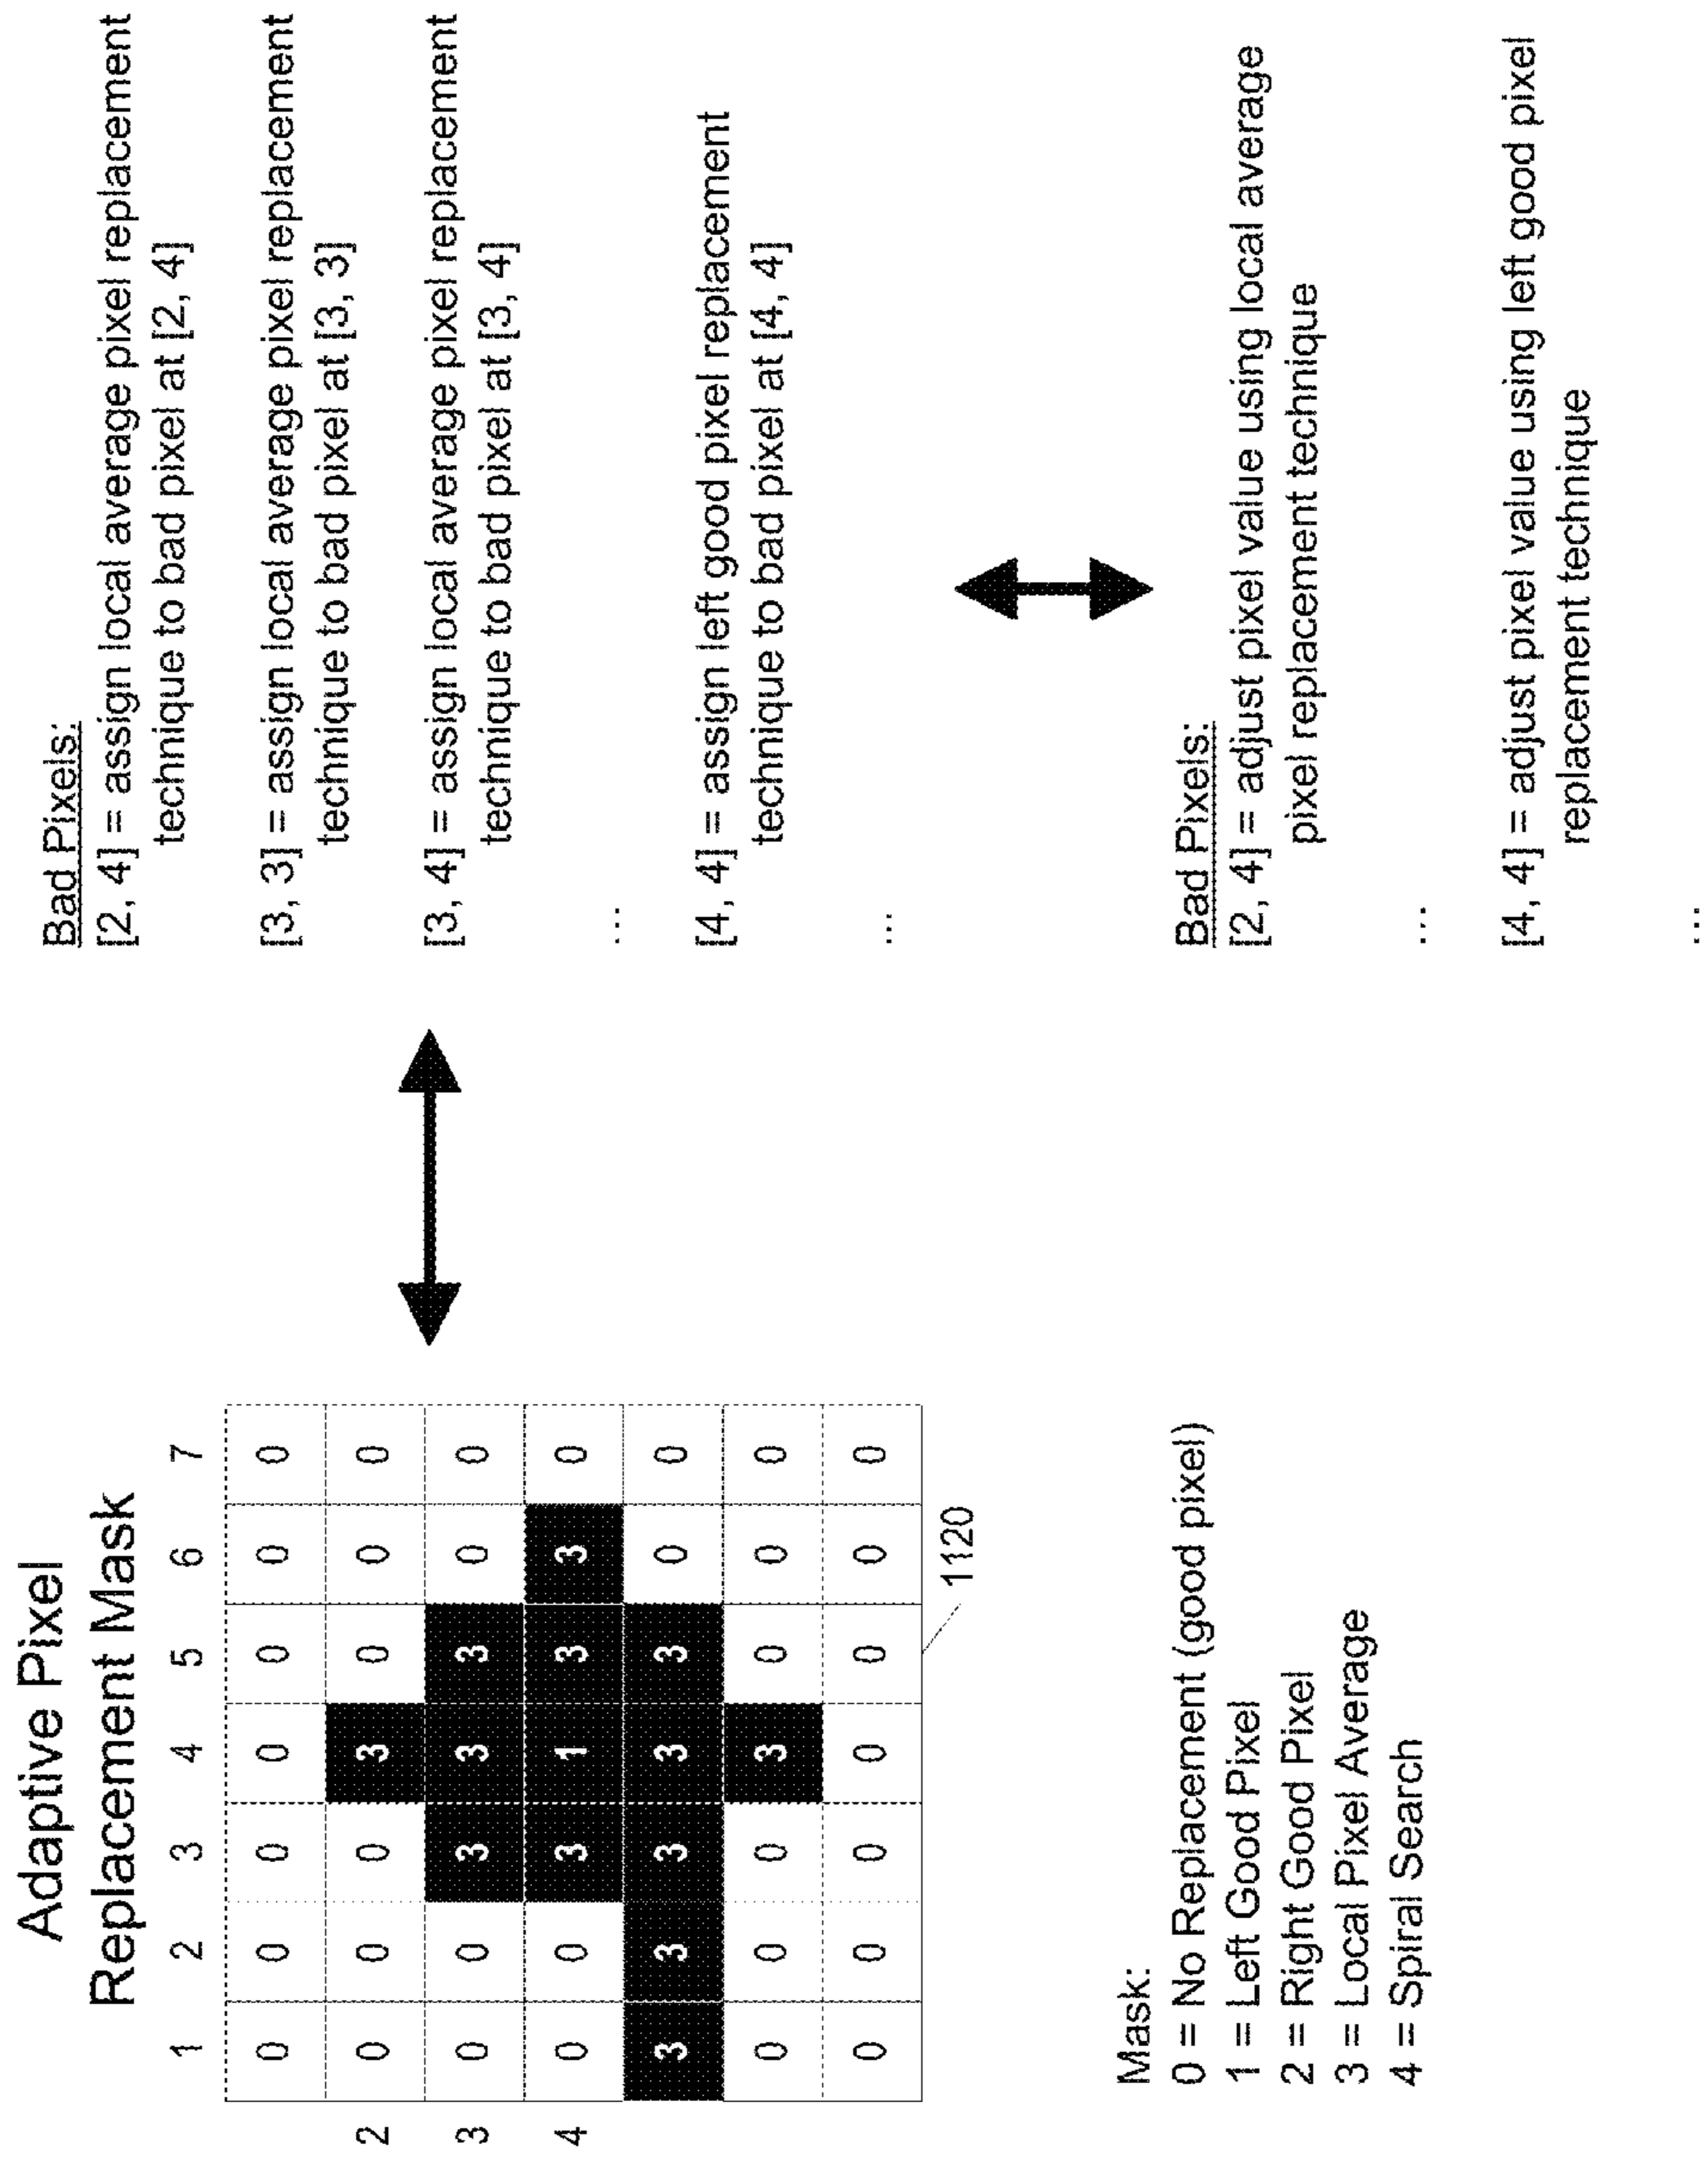 Adaptive Pixel
Replacement Mask
1 2 3 4 5 6 7
0 0 0 0 0 0 0
2 0 0 0 3 0 0 0
3 0 0 3 3 3 0 0
4 0 0 3 1 3 3 0
3 3 3 3 3 0 0
0 0 0 3 0 0 0
0 0 0 0 0 0 0
1120
Mask:
0 = No Replacement (good pixel)
1 = Left Good Pixel
2 = Right Good Pixel
3 = Local Pixel Average
4 = Spiral Search
Bad Pixels:
[2, 4] = assign local average pixel replacement
technique to bad pixel at [2, 4]
[3, 3] = assign local average pixel replacement
technique to bad pixel at [3, 3]
[3, 4] = assign local average pixel replacement
technique to bad pixel at [3, 4]
...
[4, 4] = assign left good pixel replacement
technique to bad pixel at [4, 4]
...
Bad Pixels:
[2, 4] = adjust pixel value using local average
pixel replacement technique
...
[4, 4] = adjust pixel value using left good pixel
replacement technique
...